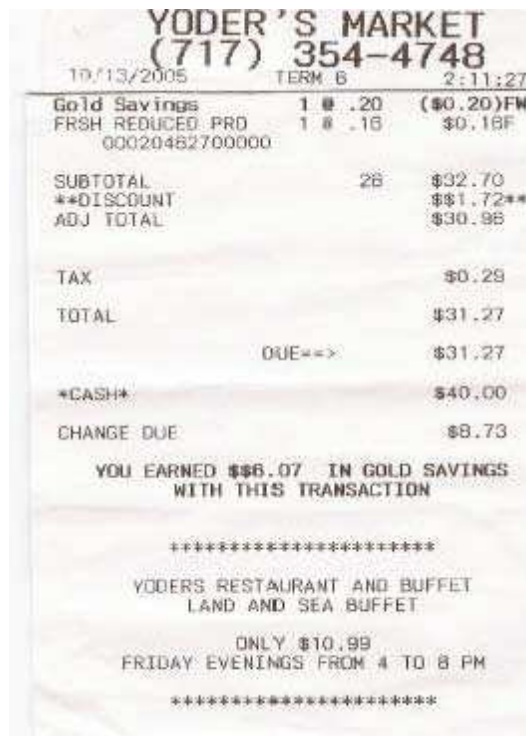 YODER'S MARKET
(717) 354-4748
10/13/2005 TERM 6 2:11:27
Gold Savings 1 @ .20 ($0.20)FW
FRSH REDUCED PRD 1 @ .16 $0.16F
00020462700000
SUBTOTAL 26 $32.70
**DISCOUNT $$1.72**
ADJ TOTAL $30.98
TAX $0.29
TOTAL $31.27
DUE==> $31.27
*CASH* $40.00
CHANGE DUE $8.73
YOU EARNED $$6.07 IN GOLD SAVINGS
WITH THIS TRANSACTION
***********************
YODERS RESTAURANT AND BUFFET
LAND AND SEA BUFFET
ONLY $10.99
FRIDAY EVENINGS FROM 4 TO 8 PM
***********************